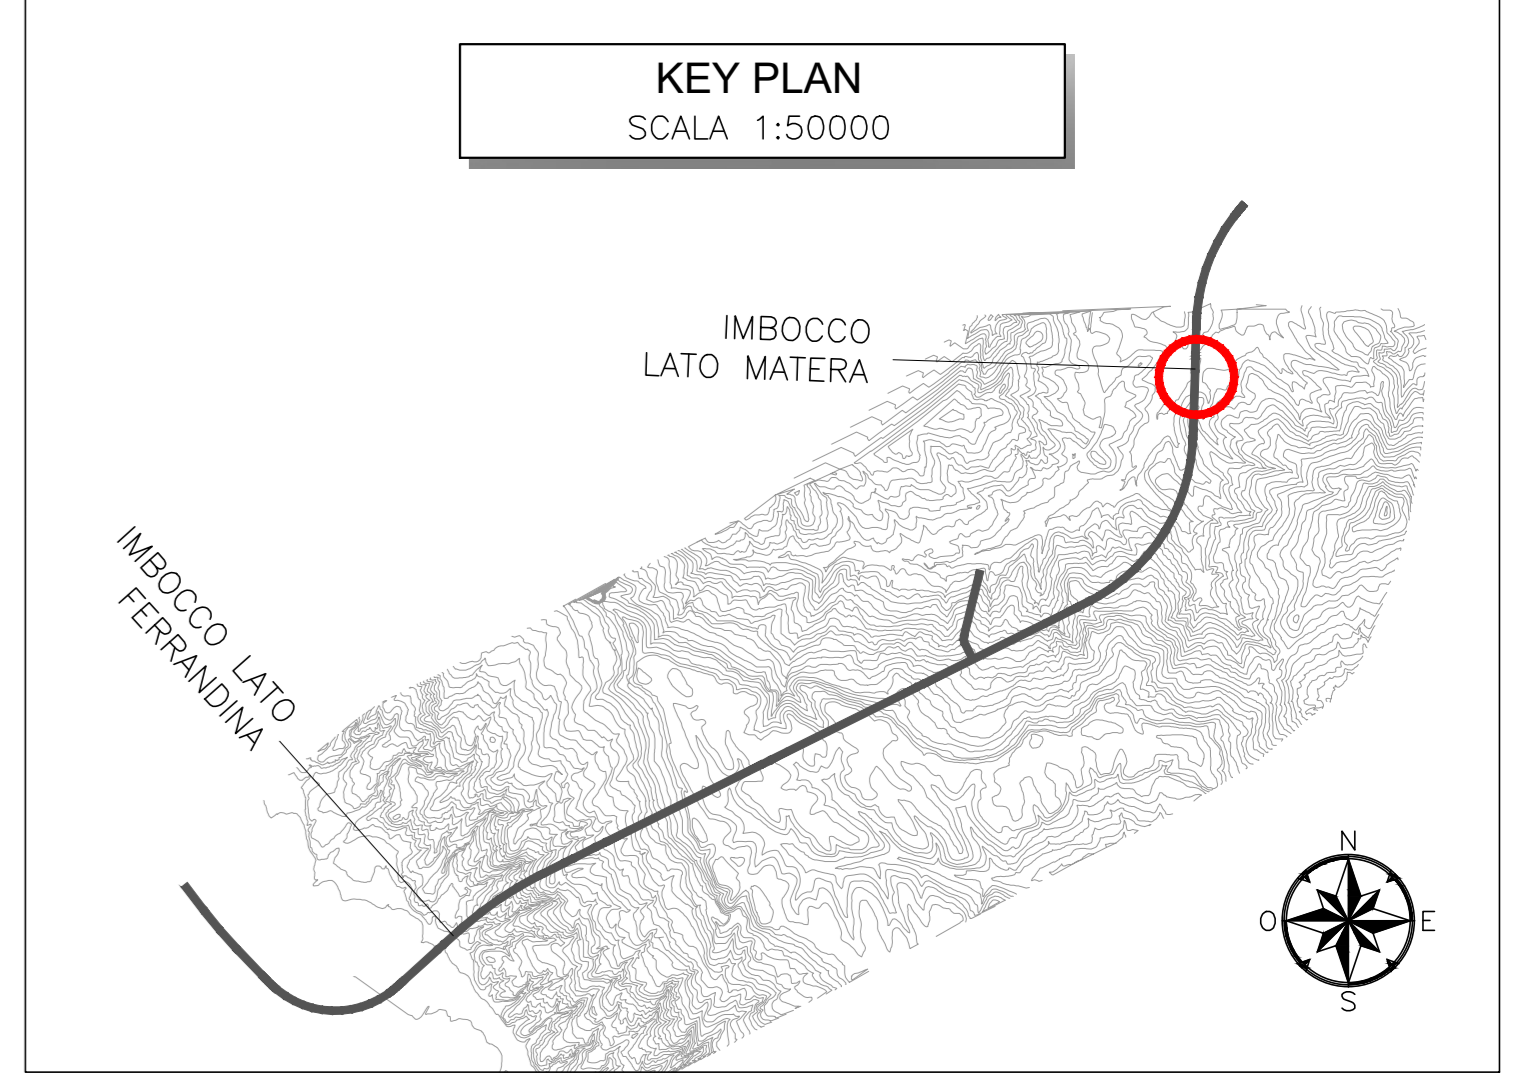 KEY PLAN
SCALA 1:50000
IMBOCCO
LATO MATERA
IMBOCCO LATO
FERRANDINA
N
O
E
S